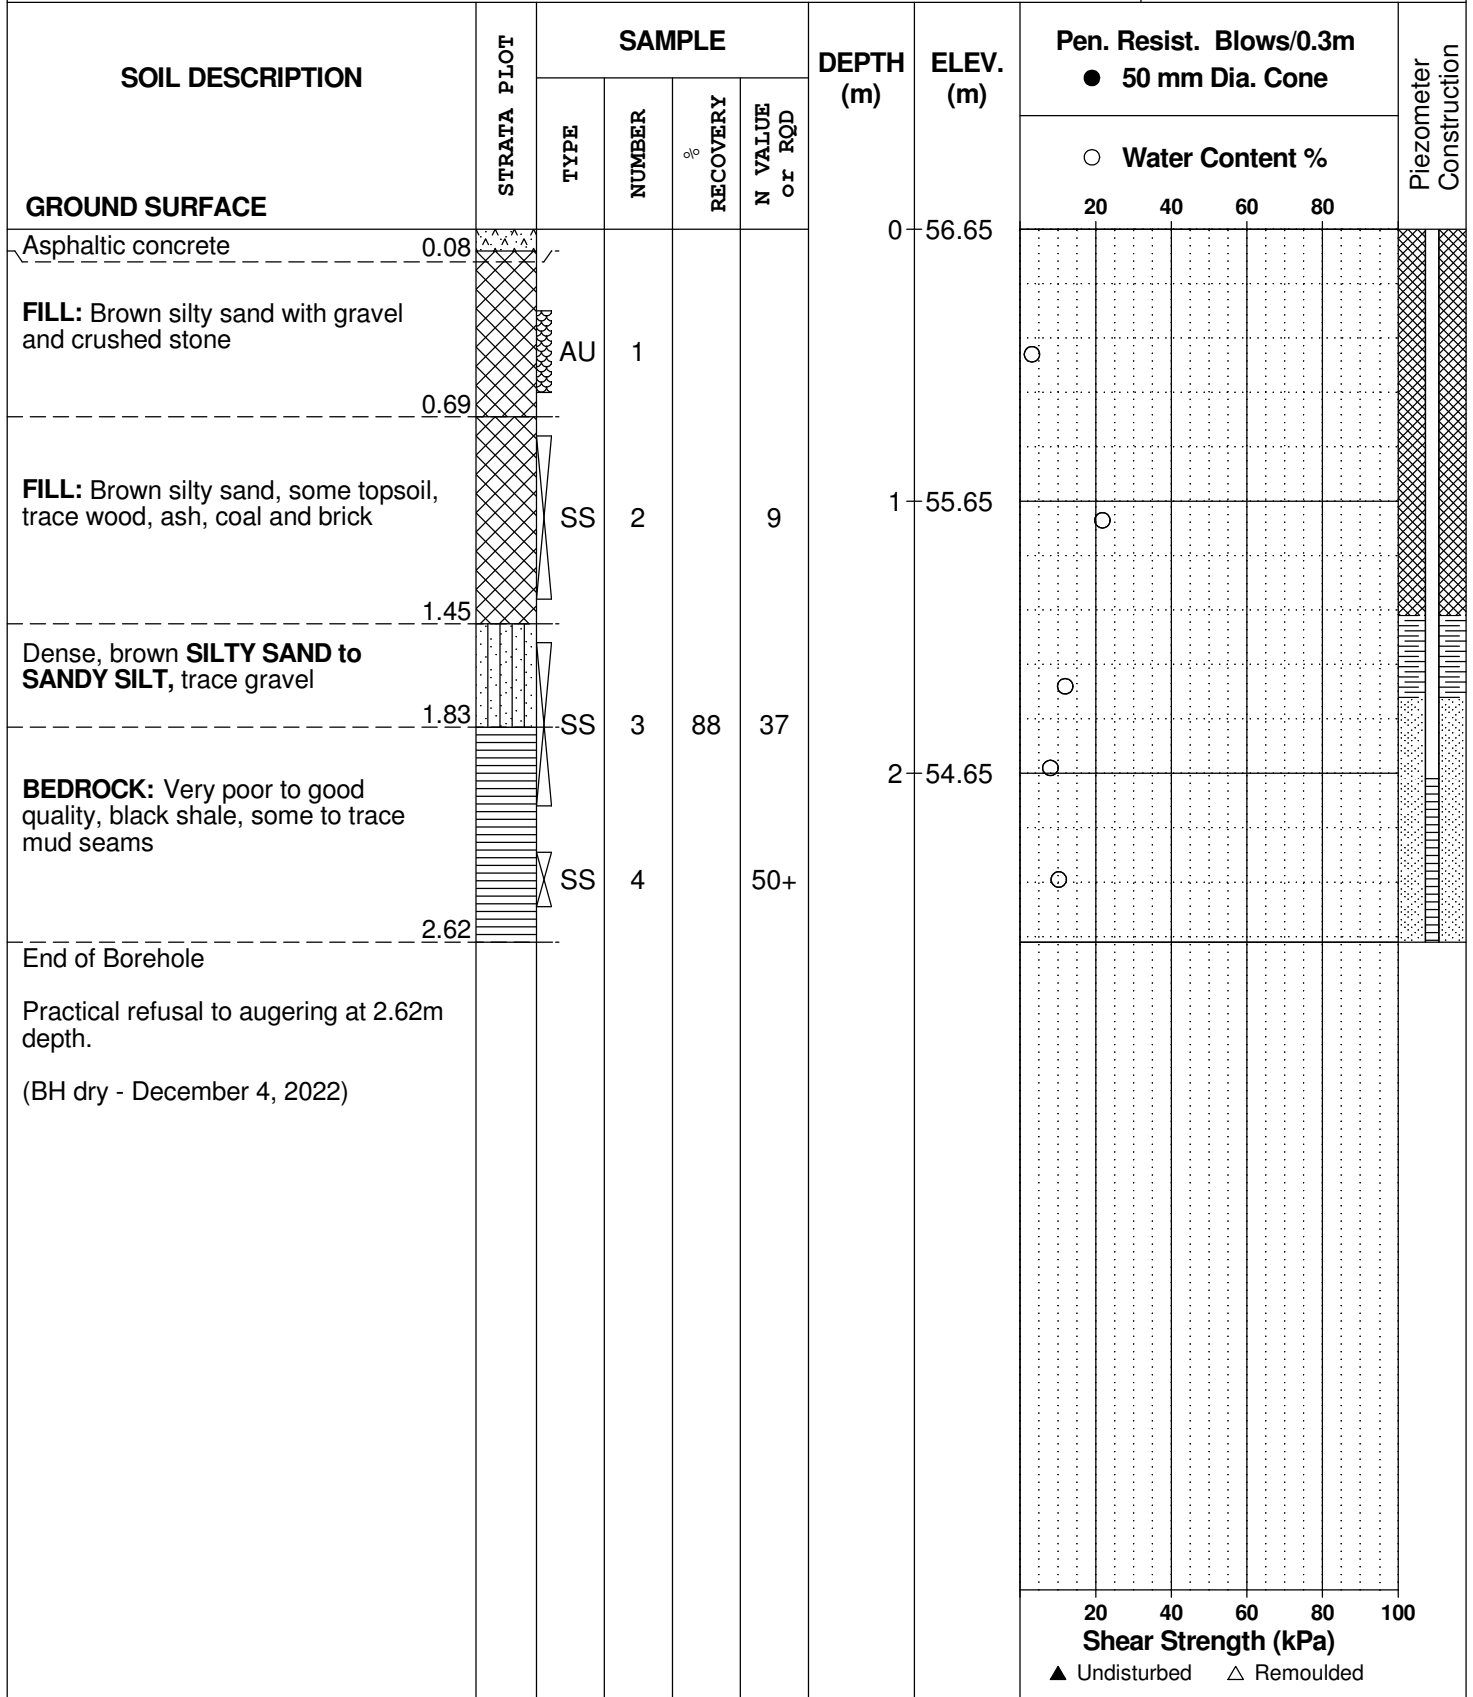 SOIL DESCRIPTION
GROUND SURFACE
STRATA PLOT
SAMPLE
TYPE
NUMBER
%
RECOVERY
N VALUE
or RQD
DEPTH
(m)
ELEV.
(m)
Pen. Resist. Blows/0.3m
● 50 mm Dia. Cone
○ Water Content %
20 40 60 80
Piezometer
Construction
0 56.65
Asphaltic concrete 0.08
FILL: Brown silty sand with gravel
and crushed stone
AU 1
0.69
FILL: Brown silty sand, some topsoil,
trace wood, ash, coal and brick
SS 2 9
1 55.65
1.45
Dense, brown SILTY SAND to
SANDY SILT, trace gravel
1.83
SS 3 88 37
2 54.65
BEDROCK: Very poor to good
quality, black shale, some to trace
mud seams
SS 4 50+
2.62
End of Borehole
Practical refusal to augering at 2.62m
depth.
(BH dry - December 4, 2022)
20 40 60 80 100
Shear Strength (kPa)
▲ Undisturbed △ Remoulded